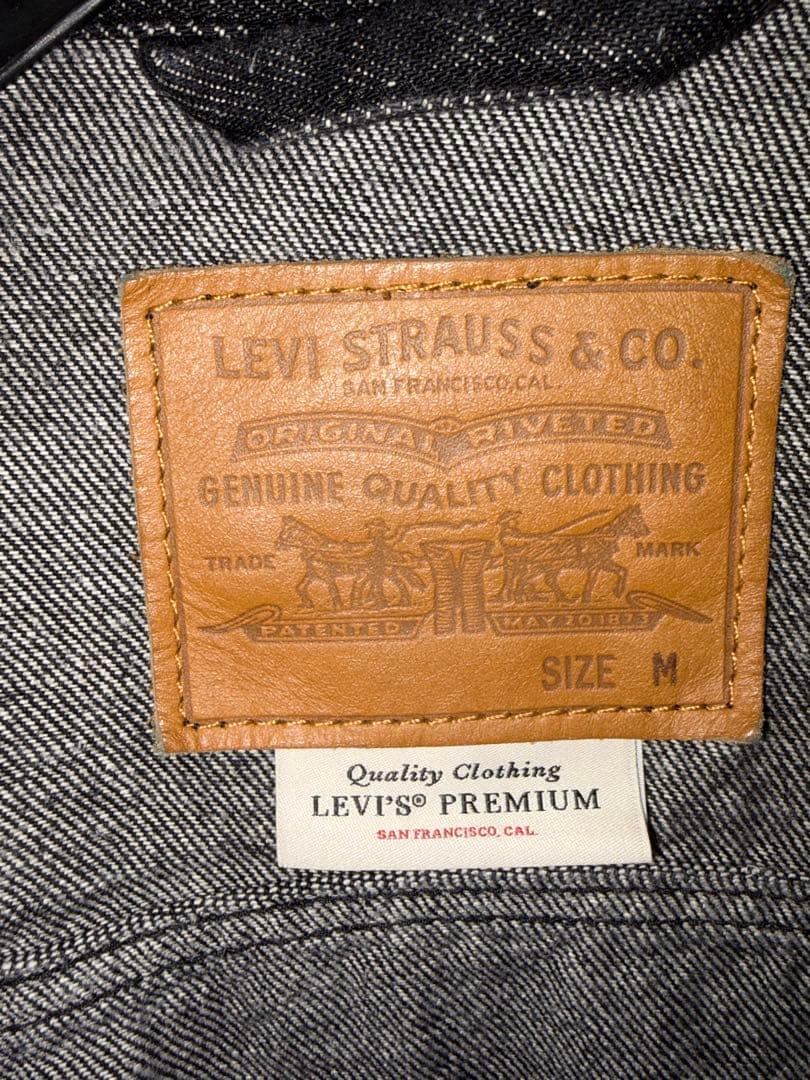 LEVI STRAUSS & CO.
SAN FRANCISCO, CAL.
ORIGINAL RIVETED
GENUINE QUALITY CLOTHING
TRADE MARK
PATENTED MAY 20 1873
SIZE M
Quality Clothing
LEVI'S® PREMIUM
SAN FRANCISCO, CAL.